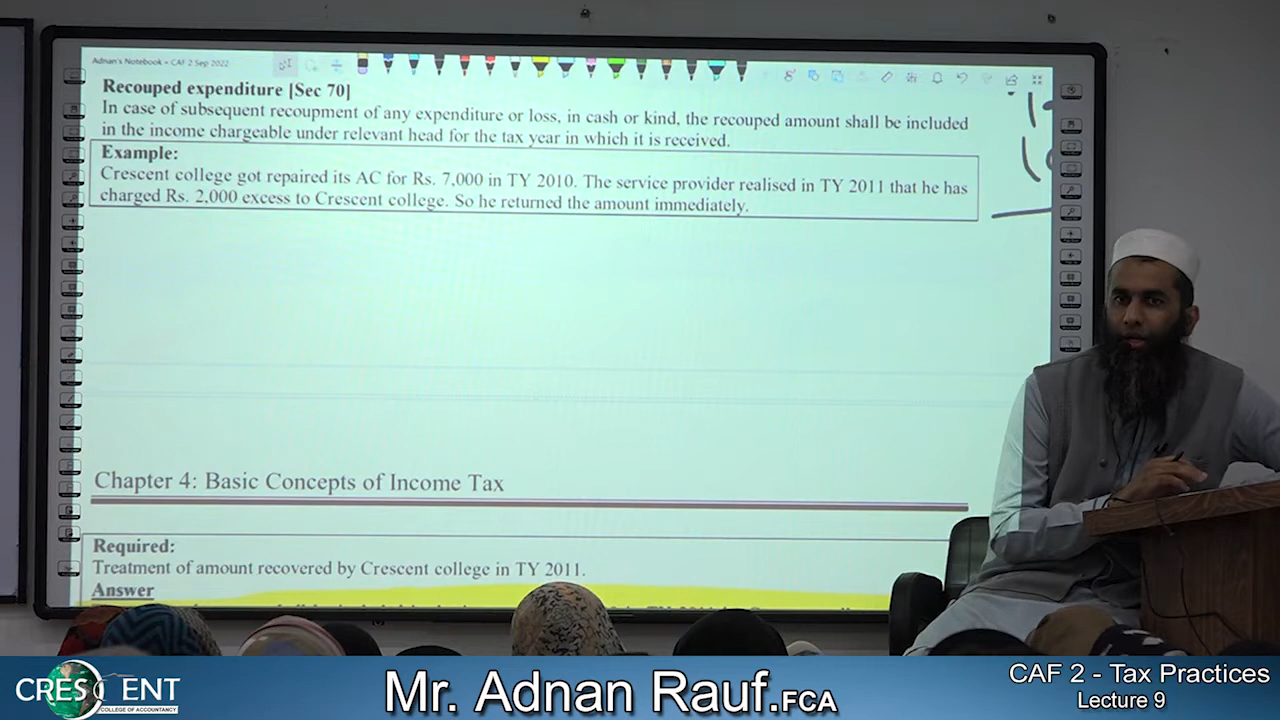 Adnan's Notebook » CAF 2 Sep 2022
Recouped expenditure [Sec 70]
In case of subsequent recoupment of any expenditure or loss, in cash or kind, the recouped amount shall be included
in the income chargeable under relevant head for the tax year in which it is received.
Example:
Crescent college got repaired its AC for Rs. 7,000 in TY 2010. The service provider realised in TY 2011 that he has
charged Rs. 2,000 excess to Crescent college. So he returned the amount immediately.
Chapter 4: Basic Concepts of Income Tax
Required:
Treatment of amount recovered by Crescent college in TY 2011.
Answer
CRESCENT
COLLEGE OF ACCOUNTANCY
Mr. Adnan Rauf.FCA
CAF 2 - Tax Practices
Lecture 9